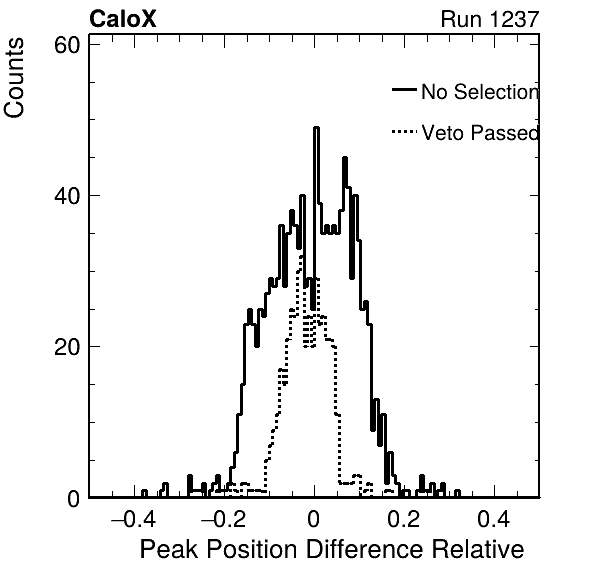 CaloX Run 1237
Counts
60
40
20
0
No Selection
Veto Passed
−0.4 −0.2 0 0.2 0.4
Peak Position Difference Relative